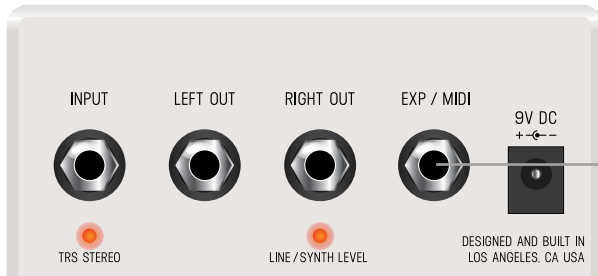 INPUT
LEFT OUT
RIGHT OUT
EXP / MIDI
9V DC
+ -
TRS STEREO
LINE / SYNTH LEVEL
DESIGNED AND BUILT IN
LOS ANGELES, CA USA